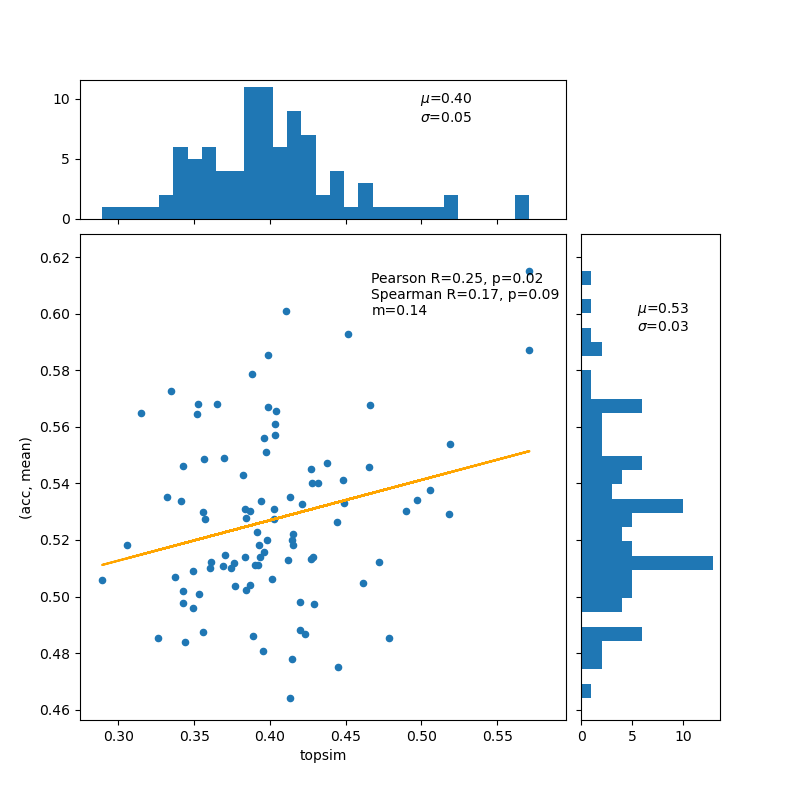 10
5
0
μ=0.40
σ=0.05
0.62
0.60
0.58
0.56
0.54
0.52
0.50
0.48
0.46
(acc, mean)
Pearson R=0.25, p=0.02
Spearman R=0.17, p=0.09
m=0.14
μ=0.53
σ=0.03
0.30 0.35 0.40 0.45 0.50 0.55
topsim
0 5 10